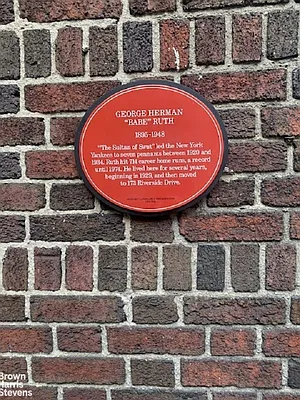 GEORGE HERMAN
"BABE" RUTH
1895-1948
"The Sultan of Swat" led the New York
Yankees to seven pennants between 1920 and
1934. Ruth hit 714 career home runs, a record
until 1974. He lived here for several years,
beginning in 1929, and then moved
to 173 Riverside Drive.
Brown
Harris
Stevens